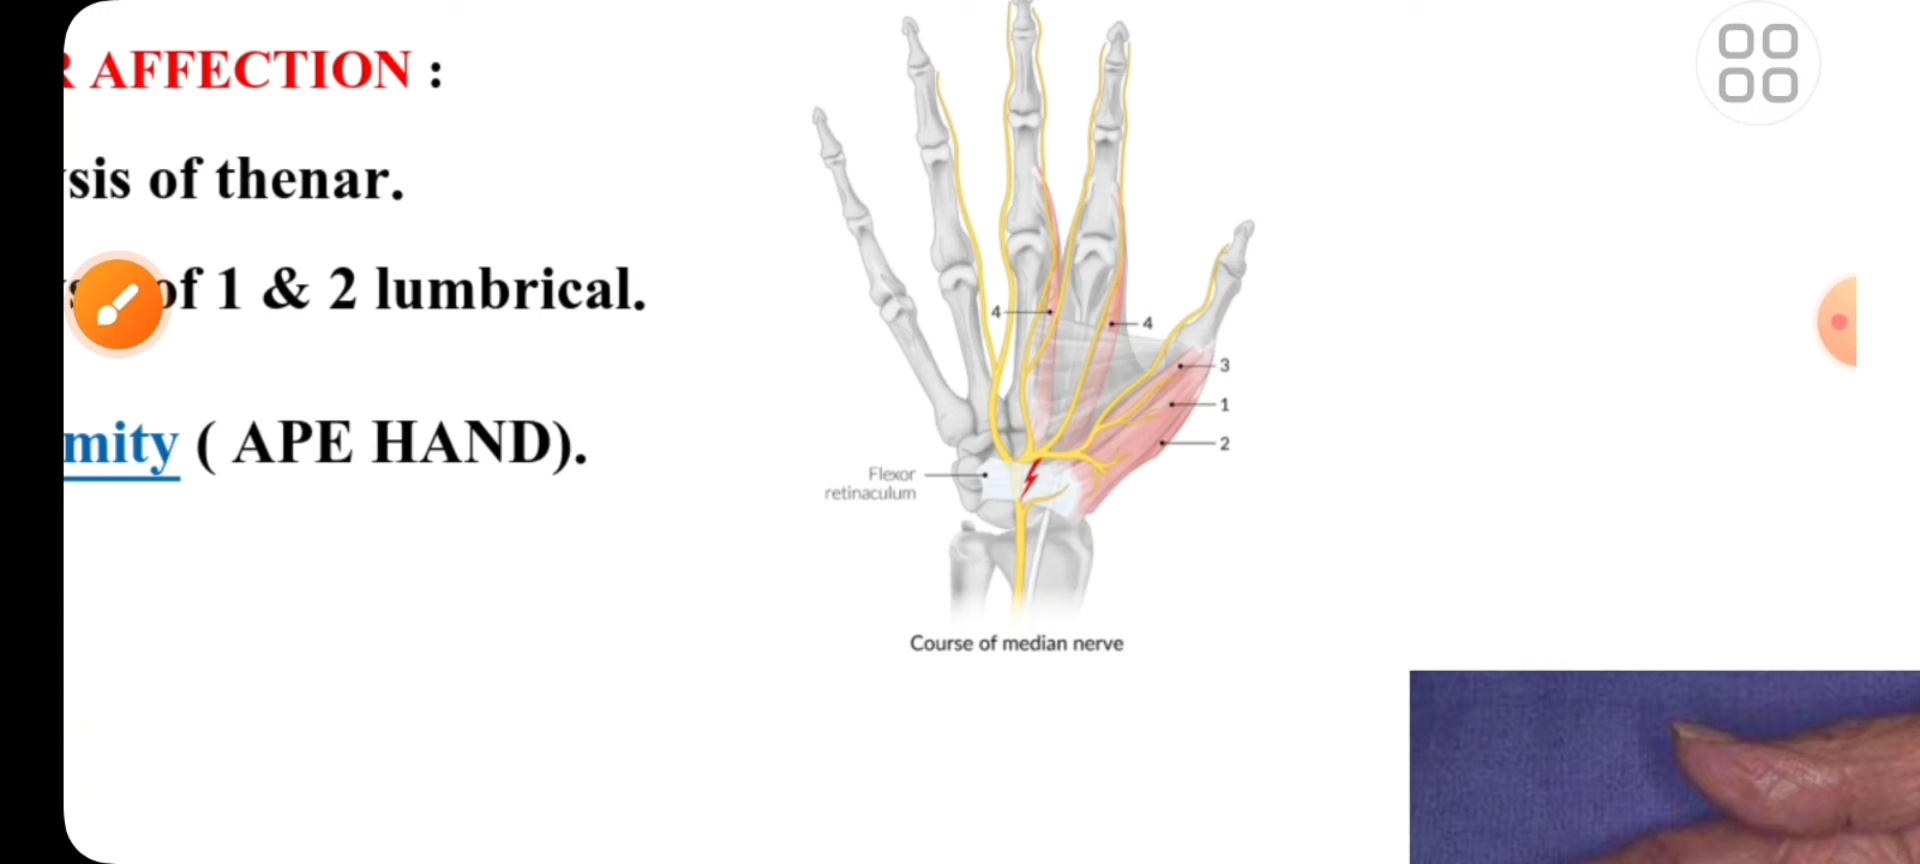 AFFECTION :
sis of thenar.
of 1 & 2 lumbrical.
mity ( APE HAND).
4
4
3
1
2
Flexor
retinaculum
Course of median nerve